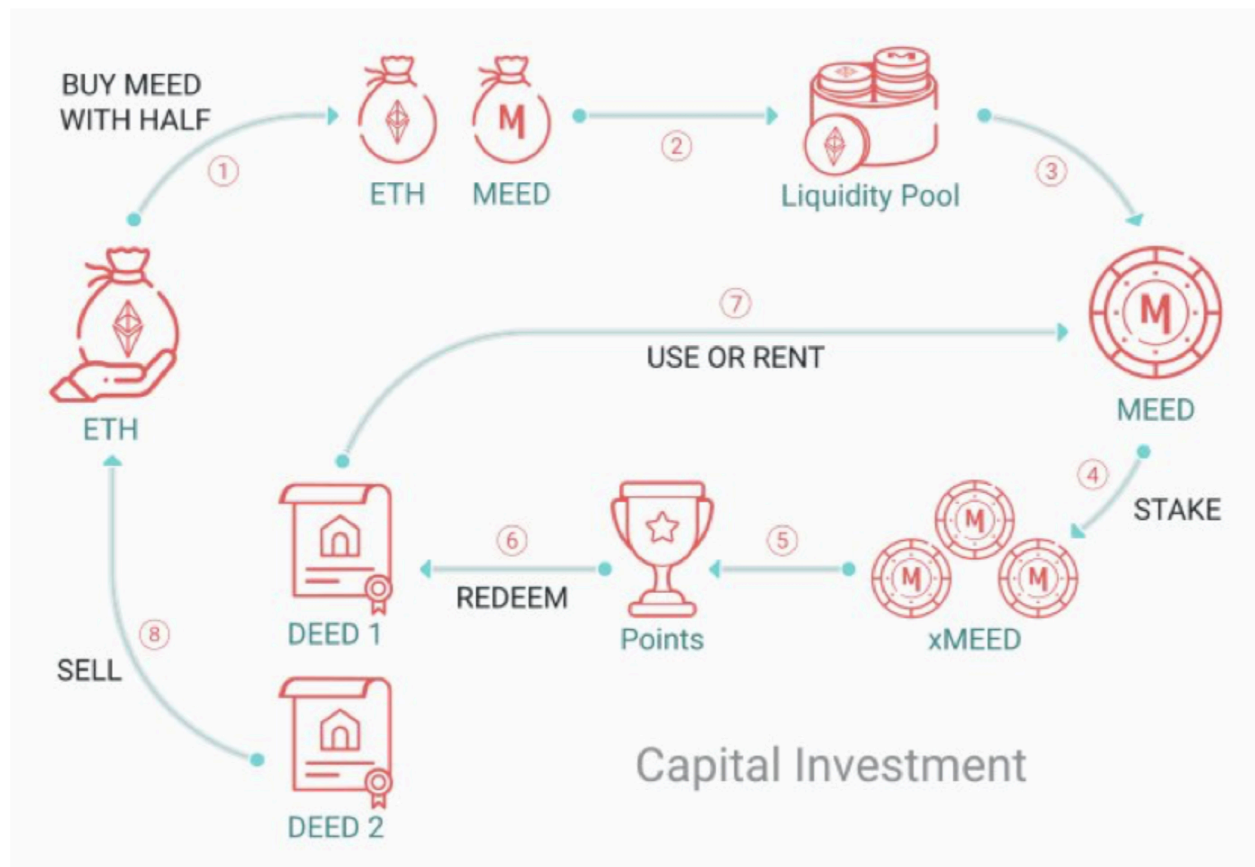 BUY MEED
WITH HALF
1
ETH
M
MEED
2
Liquidity Pool
3
ETH
7
USE OR RENT
M
MEED
4
STAKE
M
M
M
xMEED
5
Points
6
REDEEM
DEED 1
8
SELL
DEED 2
Capital Investment